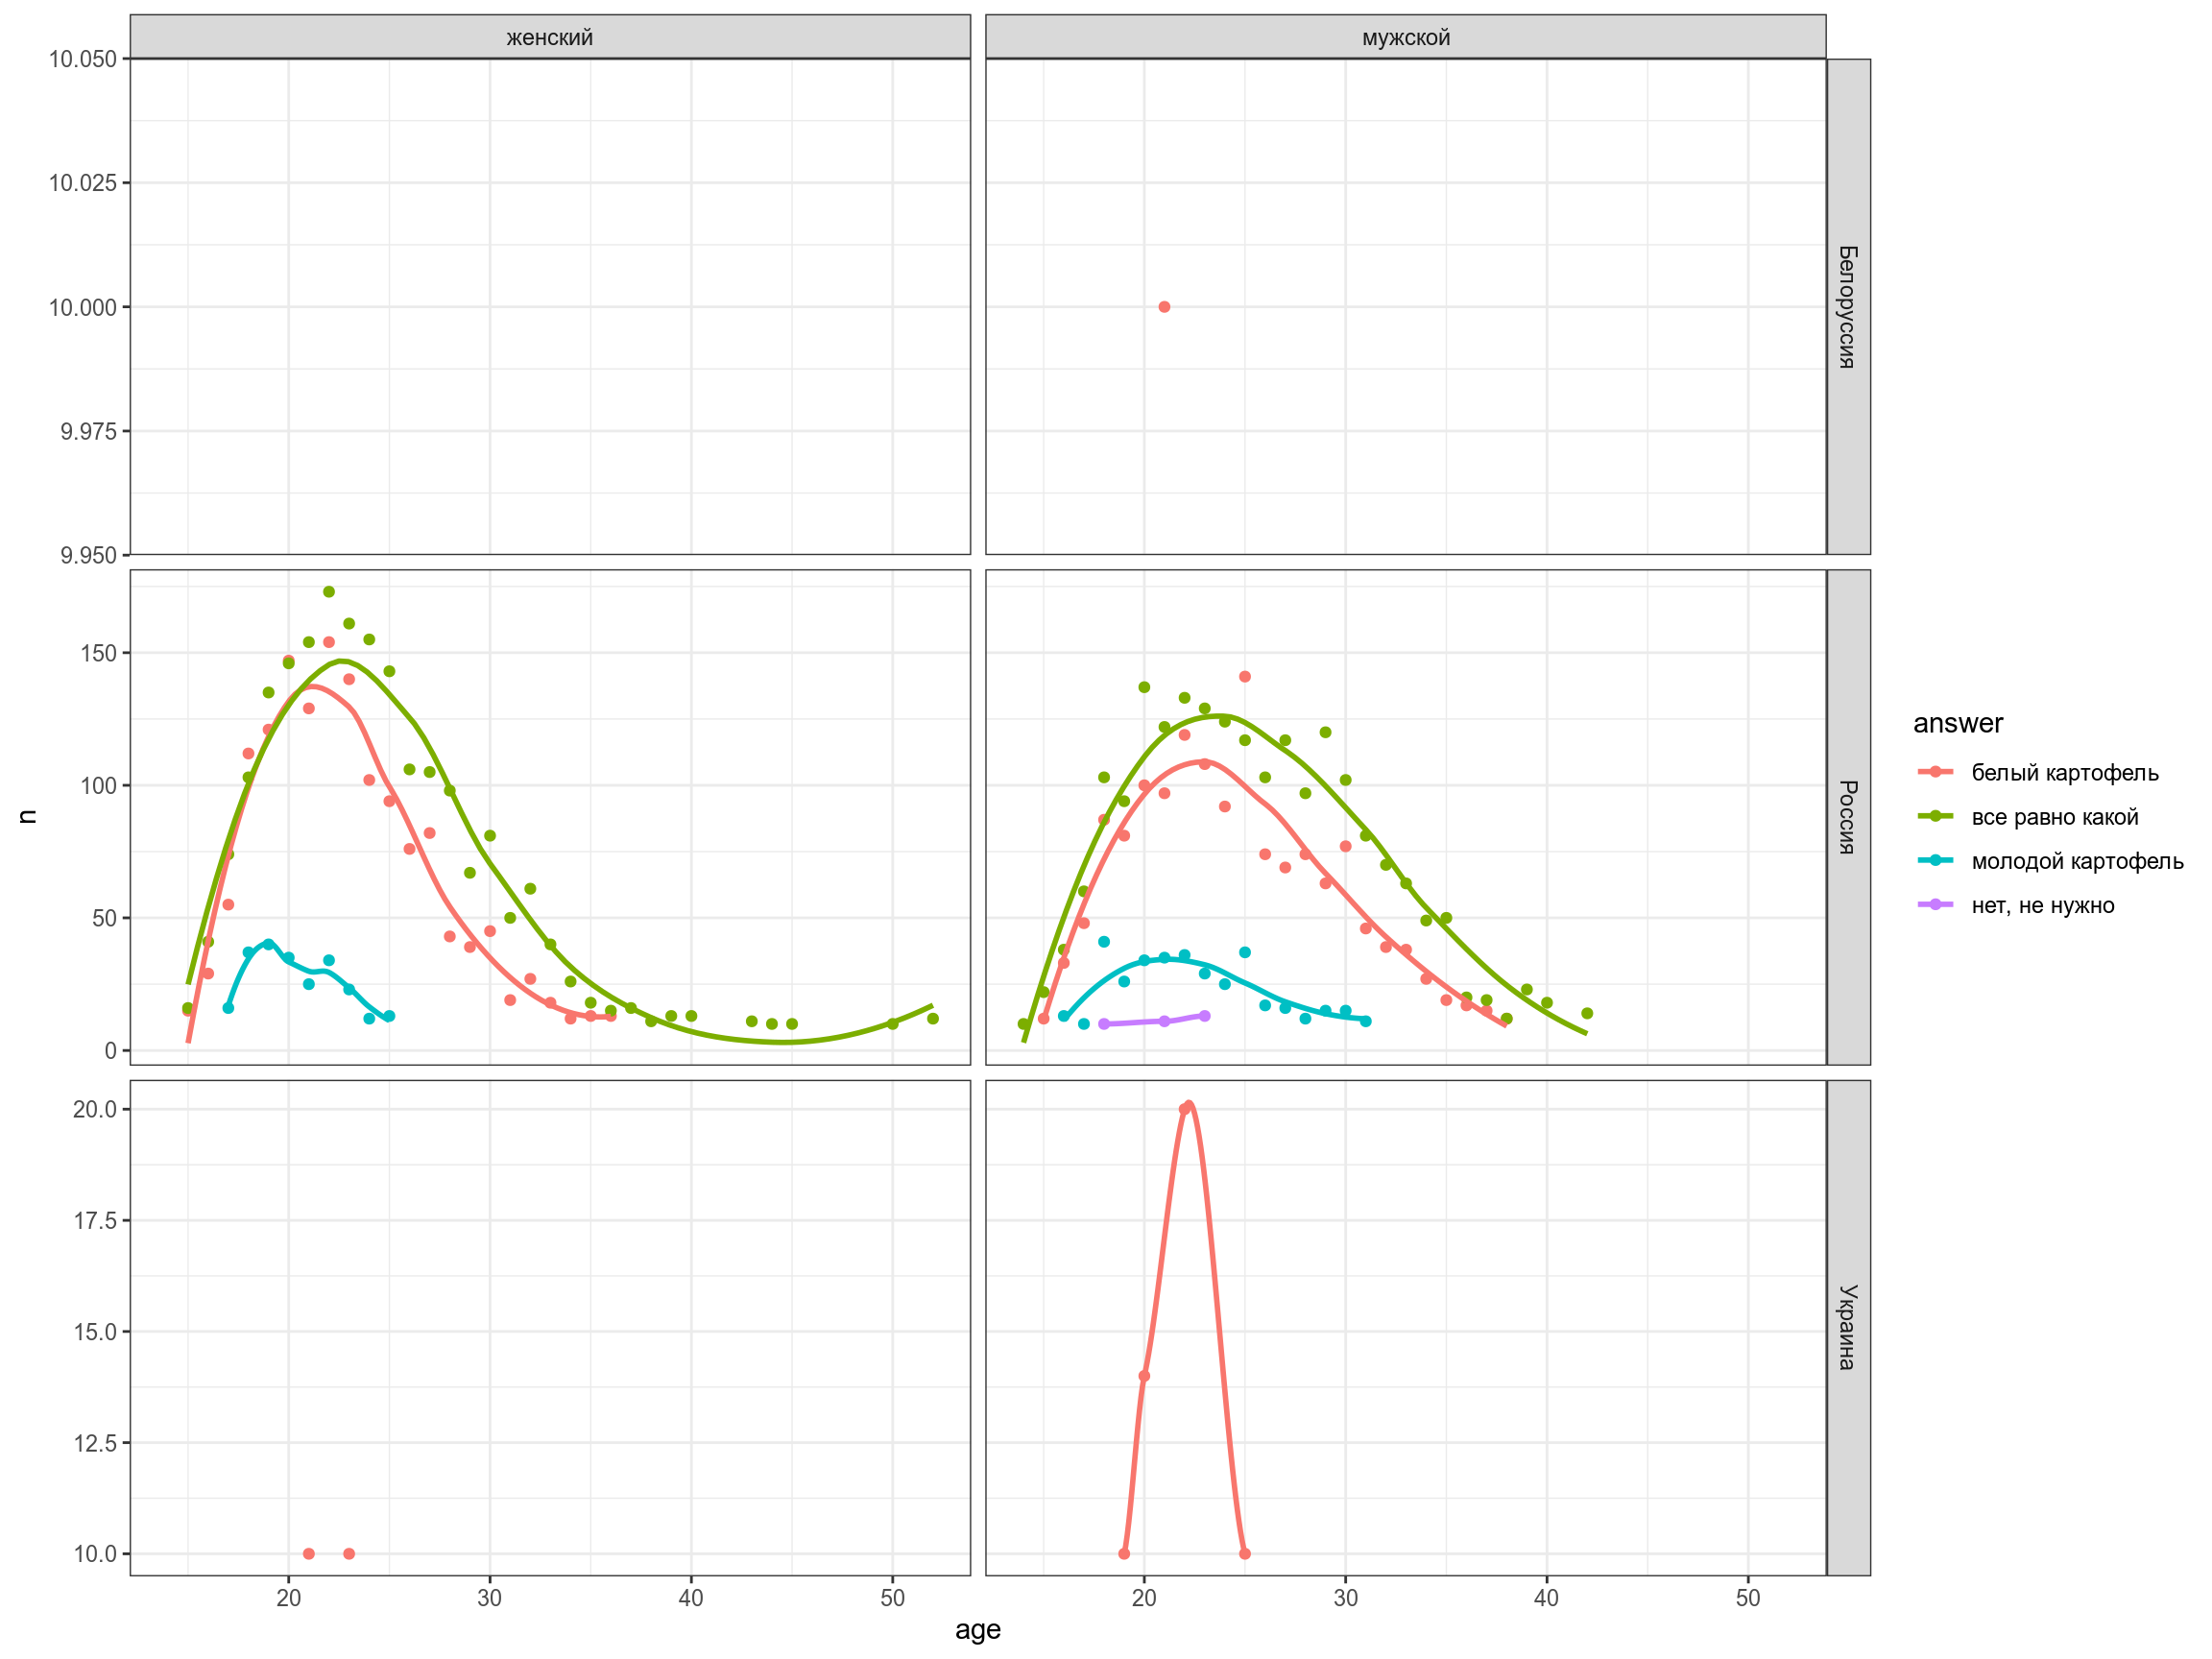 женский
мужской
10.050
10.025
10.000
9.975
9.950
Белоруссия
150
100
50
0
Россия
20.0
17.5
15.0
12.5
10.0
Украина
20
30
40
50
20
30
40
50
age
n
answer
белый картофель
все равно какой
молодой картофель
нет, не нужно